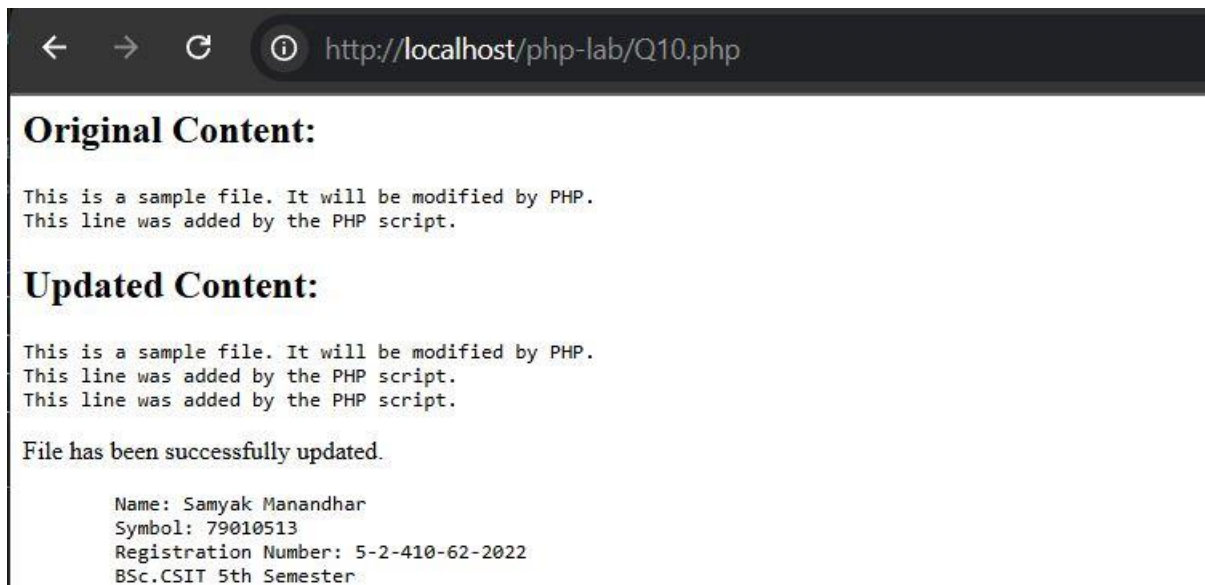 http://localhost/php-lab/Q10.php
Original Content:
This is a sample file. It will be modified by PHP.
This line was added by the PHP script.
Updated Content:
This is a sample file. It will be modified by PHP.
This line was added by the PHP script.
This line was added by the PHP script.
File has been successfully updated.
Name: Samyak Manandhar
Symbol: 79010513
Registration Number: 5-2-410-62-2022
BSc.CSIT 5th Semester